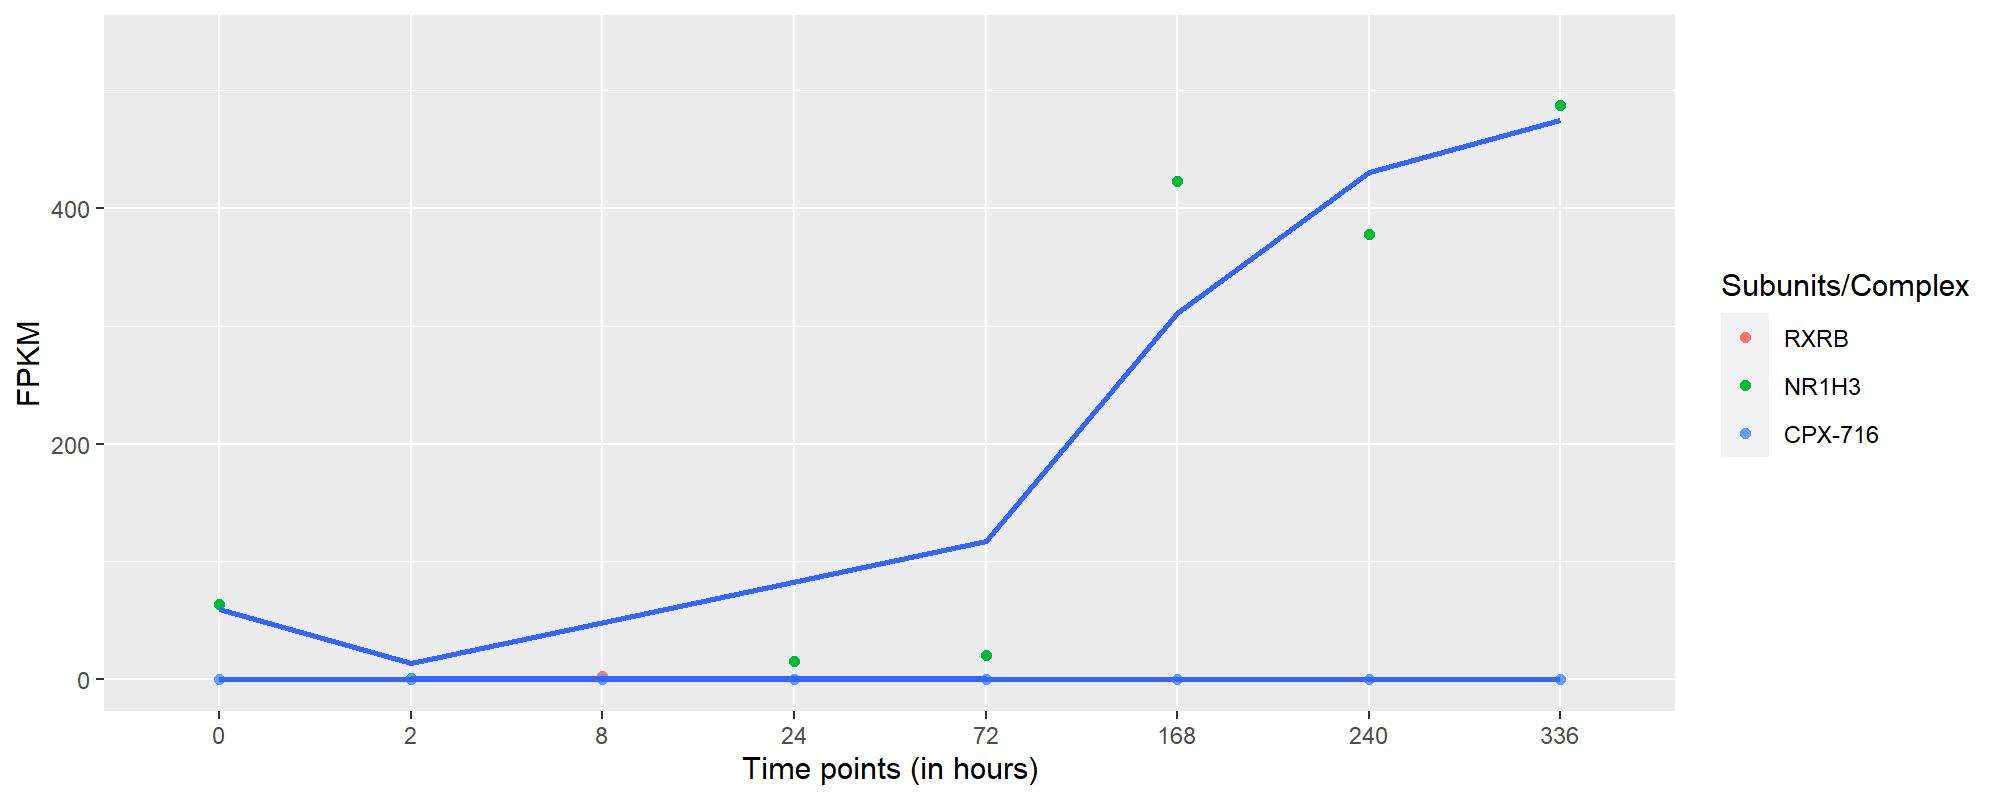 FPKM
400
200
0
0 2 8 24 72 168 240 336
Time points (in hours)
Subunits/Complex
RXRB
NR1H3
CPX-716